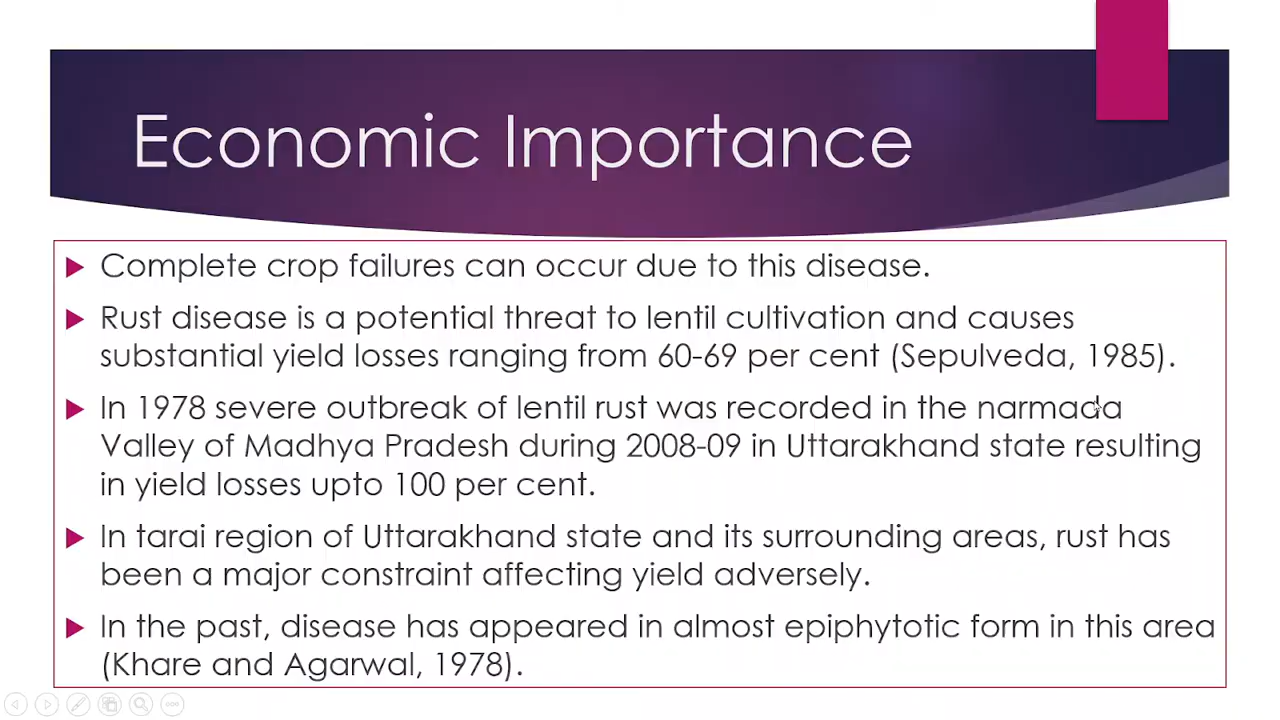 Economic Importance
Complete crop failures can occur due to this disease.
Rust disease is a potential threat to lentil cultivation and causes
substantial yield losses ranging from 60-69 per cent (Sepulveda, 1985).
In 1978 severe outbreak of lentil rust was recorded in the narmada
Valley of Madhya Pradesh during 2008-09 in Uttarakhand state resulting
in yield losses upto 100 per cent.
In tarai region of Uttarakhand state and its surrounding areas, rust has
been a major constraint affecting yield adversely.
In the past, disease has appeared in almost epiphytotic form in this area
(Khare and Agarwal, 1978).